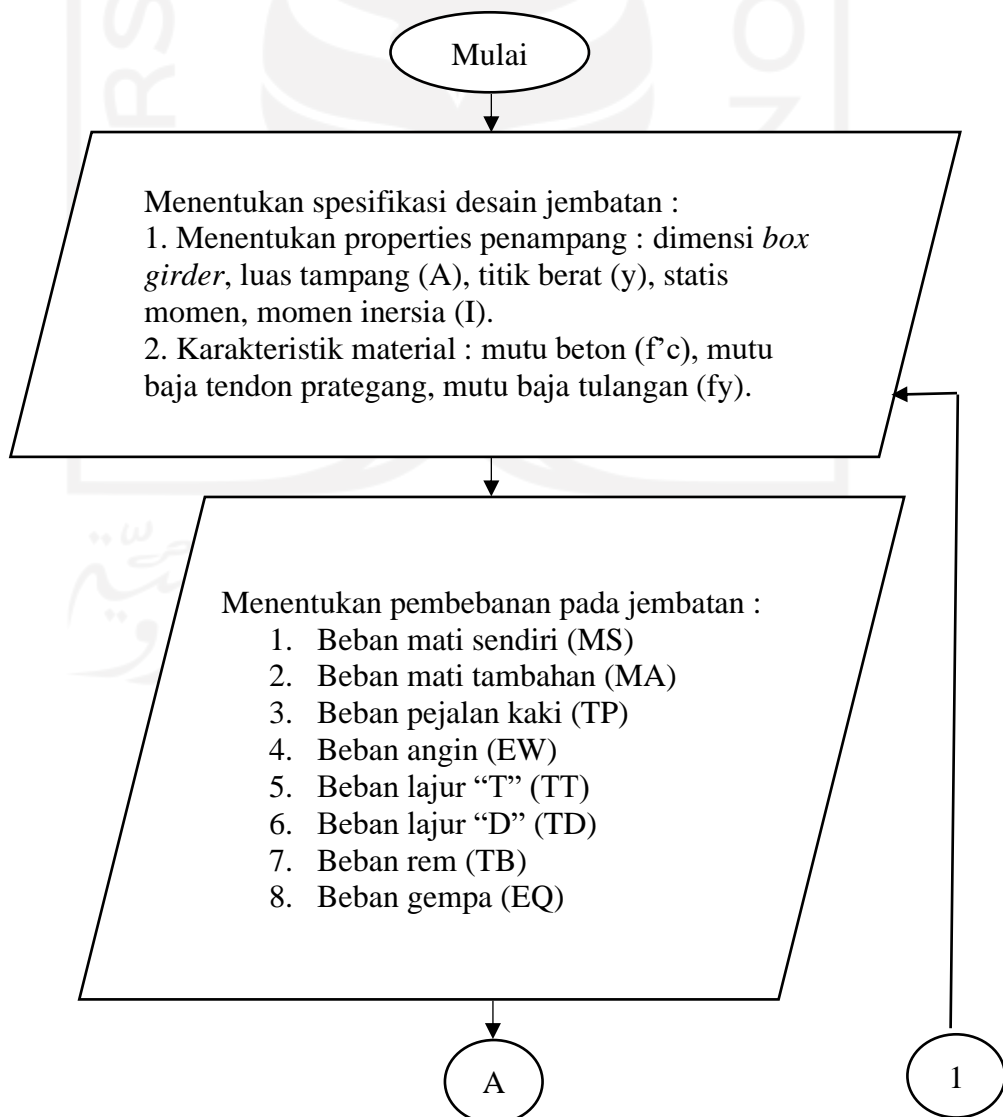 Mulai
Menentukan spesifikasi desain jembatan :
1. Menentukan properties penampang : dimensi box
girder, luas tampang (A), titik berat (y), statis
momen, momen inersia (I).
2. Karakteristik material : mutu beton (f’c), mutu
baja tendon prategang, mutu baja tulangan (fy).
Menentukan pembebanan pada jembatan :
1. Beban mati sendiri (MS)
2. Beban mati tambahan (MA)
3. Beban pejalan kaki (TP)
4. Beban angin (EW)
5. Beban lajur “T” (TT)
6. Beban lajur “D” (TD)
7. Beban rem (TB)
8. Beban gempa (EQ)
A
1